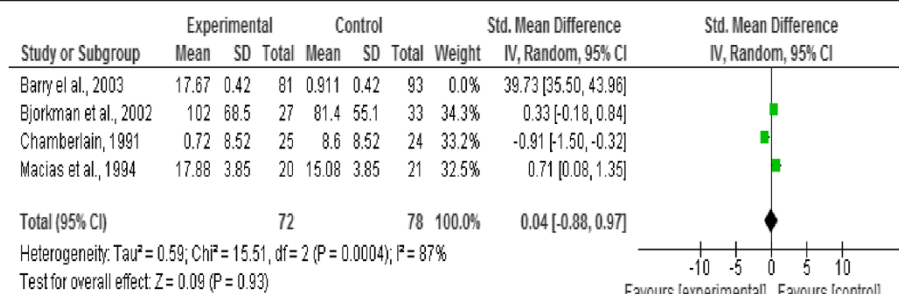 Experimental Control Std. Mean Difference Std. Mean Difference
Study or Subgroup Mean SD Total Mean SD Total Weight IV, Random, 95% CI IV, Random, 95% CI
Barry el al., 2003 17.67 0.42 81 0.911 0.42 93 0.0% 39.73 [35.50, 43.96]
Bjorkman et al., 2002 102 68.5 27 81.4 55.1 33 34.3% 0.33 [-0.18, 0.84]
Chamberlain, 1991 0.72 8.52 25 8.6 8.52 24 33.2% -0.91 [-1.50, -0.32]
Macias et al., 1994 17.88 3.85 20 15.08 3.85 21 32.5% 0.71 [0.08, 1.35]
Total (95% CI) 72 78 100.0% 0.04 [-0.88, 0.97]
Heterogeneity: Tau² = 0.59; Chi² = 15.51, df = 2 (P = 0.0004); I² = 87%
Test for overall effect: Z = 0.09 (P = 0.93)
-10 -5 0 5 10
Favours [experimental] Favours [control]